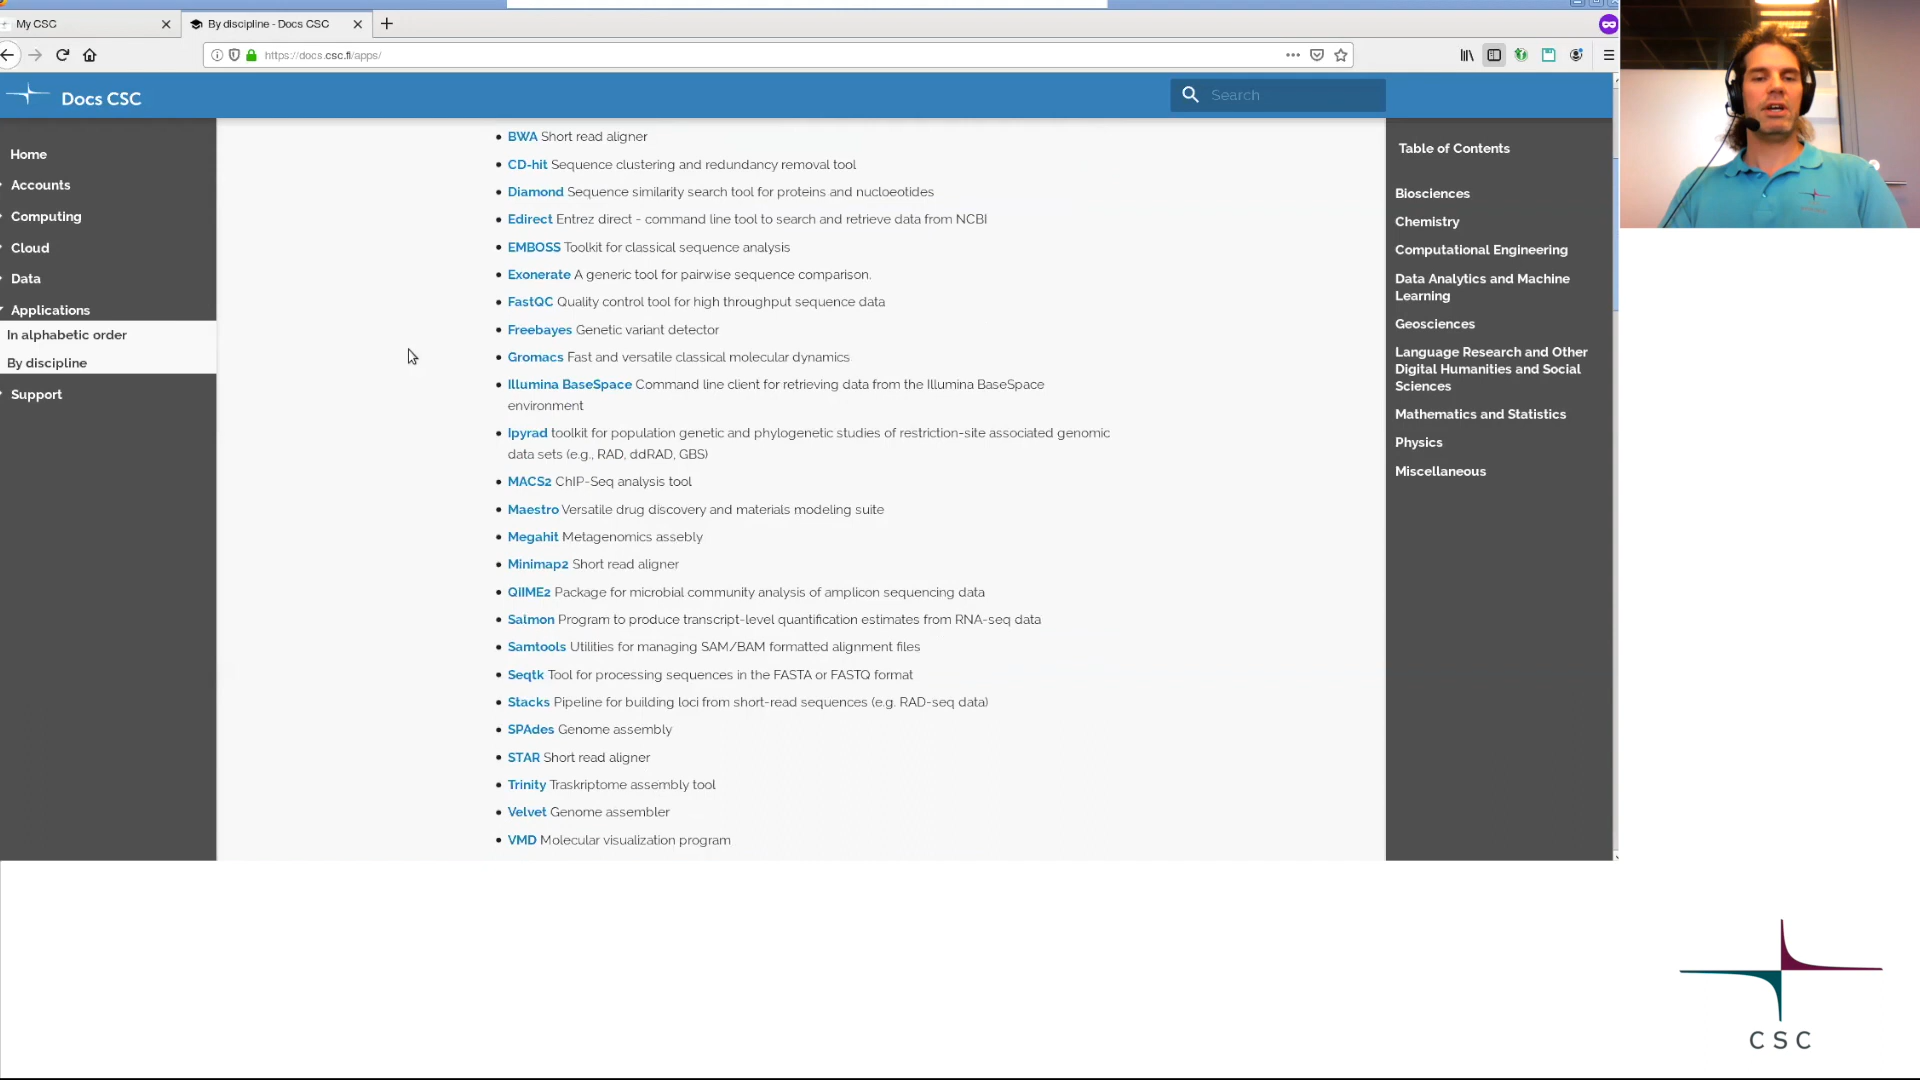 My CSC
By discipline - Docs CSC
https://docs.csc.fi/apps/
Docs CSC
Search
Home
Accounts
Computing
Cloud
Data
Applications
In alphabetic order
By discipline
Support
BWA Short read aligner
CD-hit Sequence clustering and redundancy removal tool
Diamond Sequence similarity search tool for proteins and nucloeotides
Edirect Entrez direct - command line tool to search and retrieve data from NCBI
EMBOSS Toolkit for classical sequence analysis
Exonerate A generic tool for pairwise sequence comparison.
FastQC Quality control tool for high throughput sequence data
Freebayes Genetic variant detector
Gromacs Fast and versatile classical molecular dynamics
Illumina BaseSpace Command line client for retrieving data from the Illumina BaseSpace
environment
Ipyrad toolkit for population genetic and phylogenetic studies of restriction-site associated genomic
data sets (e.g., RAD, ddRAD, GBS)
MACS2 ChIP-Seq analysis tool
Maestro Versatile drug discovery and materials modeling suite
Megahit Metagenomics assebly
Minimap2 Short read aligner
QIIME2 Package for microbial community analysis of amplicon sequencing data
Salmon Program to produce transcript-level quantification estimates from RNA-seq data
Samtools Utilities for managing SAM/BAM formatted alignment files
Seqtk Tool for processing sequences in the FASTA or FASTQ format
Stacks Pipeline for building loci from short-read sequences (e.g. RAD-seq data)
SPAdes Genome assembly
STAR Short read aligner
Trinity Traskriptome assembly tool
Velvet Genome assembler
VMD Molecular visualization program
Table of Contents
Biosciences
Chemistry
Computational Engineering
Data Analytics and Machine
Learning
Geosciences
Language Research and Other
Digital Humanities and Social
Sciences
Mathematics and Statistics
Physics
Miscellaneous
CSC